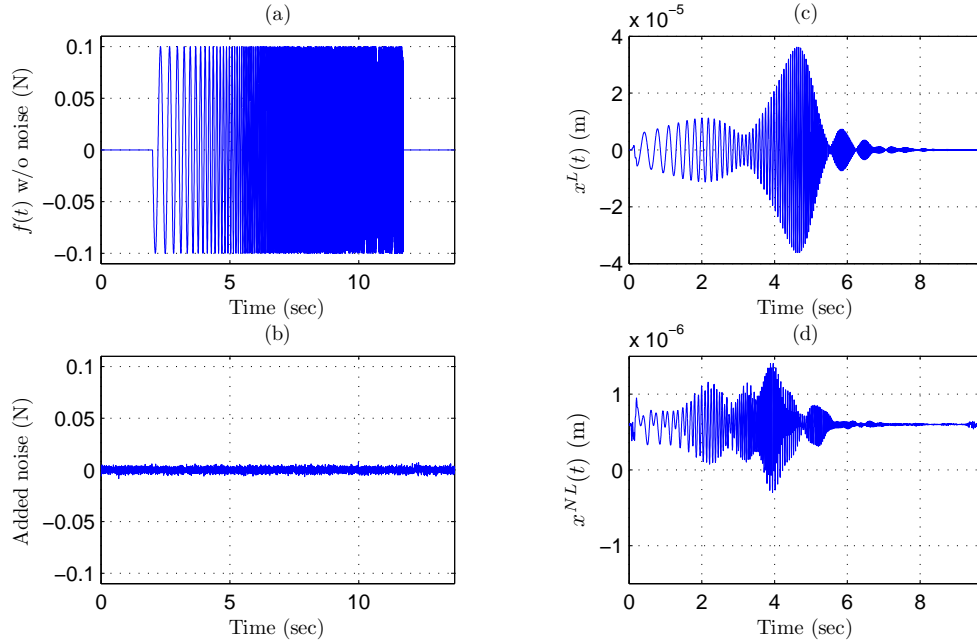 (a)
f(t) w/o noise (N)
0.1
0.05
0
−0.05
−0.1
0 5 10
Time (sec)
(c)
x 10⁻⁵
xᴸ(t) (m)
4
2
0
−2
−4
0 2 4 6 8
Time (sec)
(b)
Added noise (N)
0.1
0.05
0
−0.05
−0.1
0 5 10
Time (sec)
(d)
x 10⁻⁶
xᴺᴸ(t) (m)
1
0
−1
0 2 4 6 8
Time (sec)